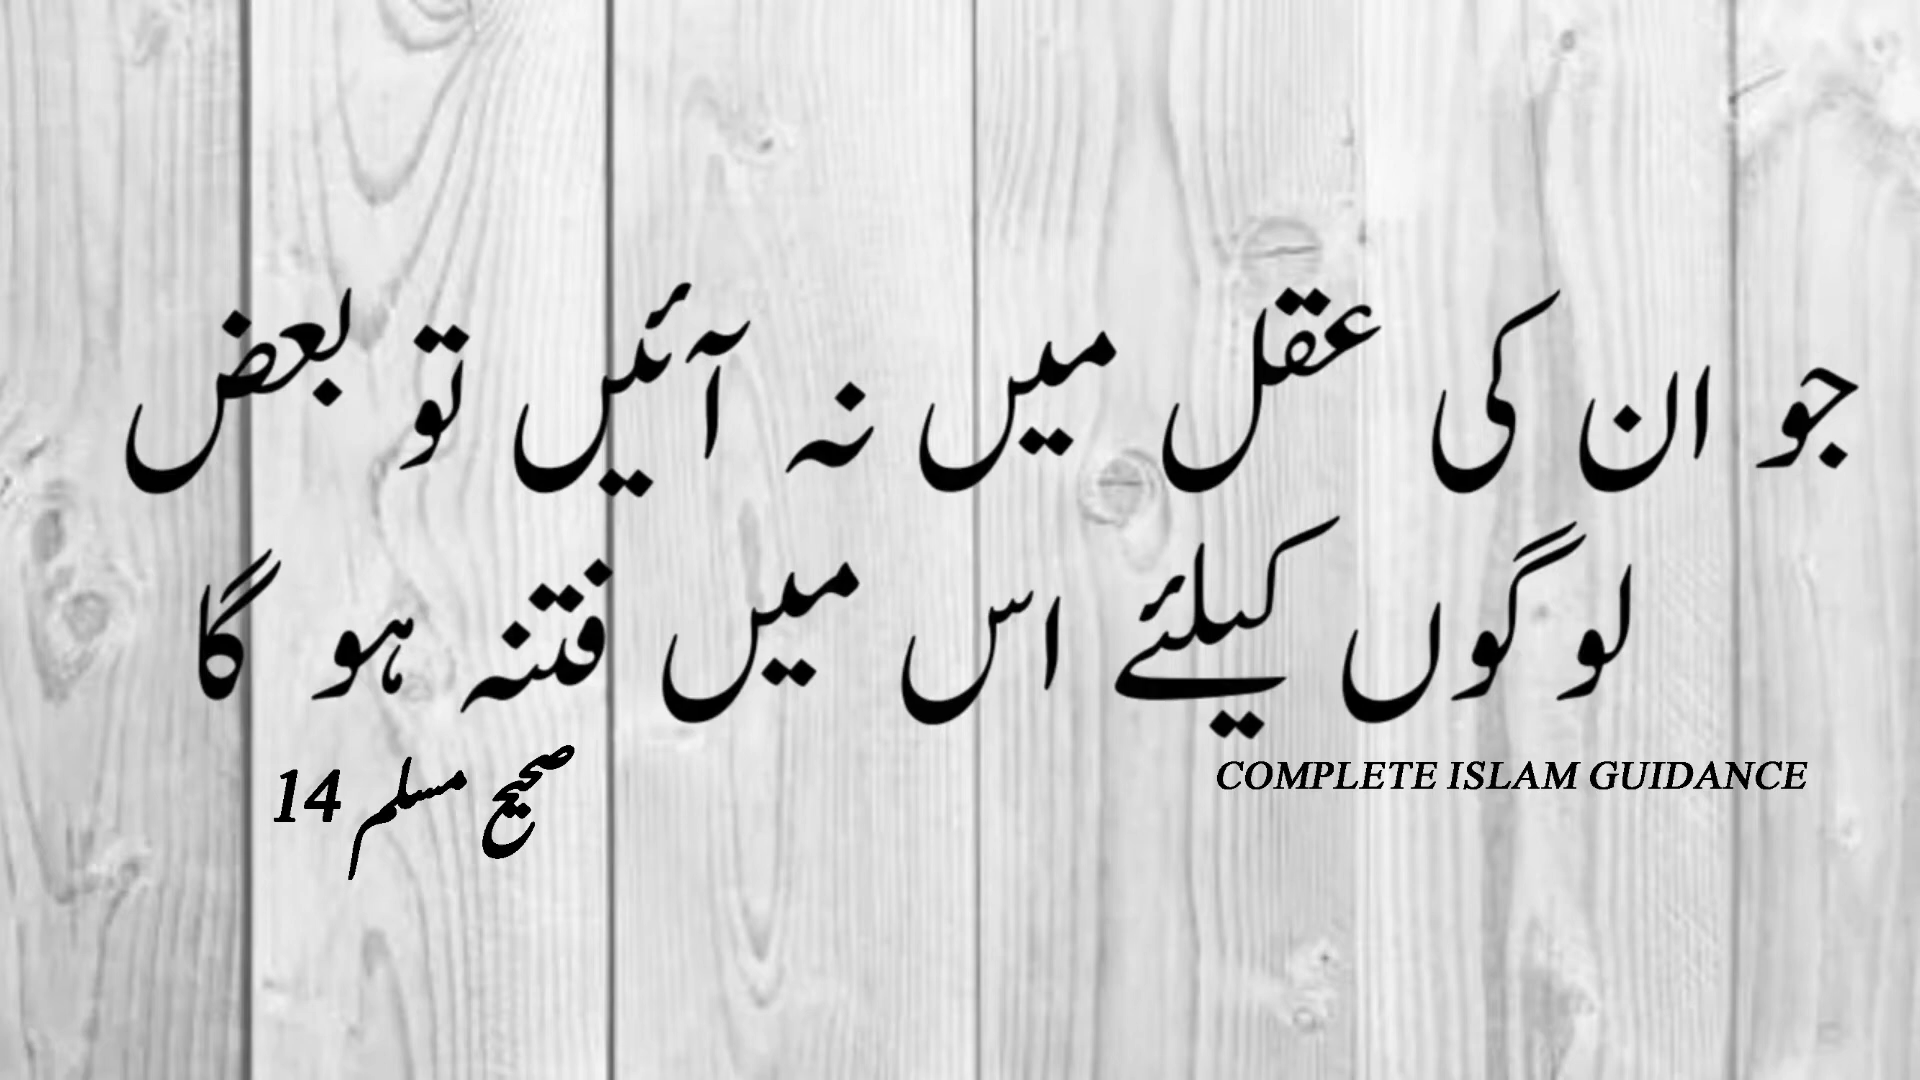 جو ان کی عقل میں نہ آئیں تو بعض
لوگوں کیلئے اس میں فتنہ ہو گا
صحیح مسلم 14
COMPLETE ISLAM GUIDANCE